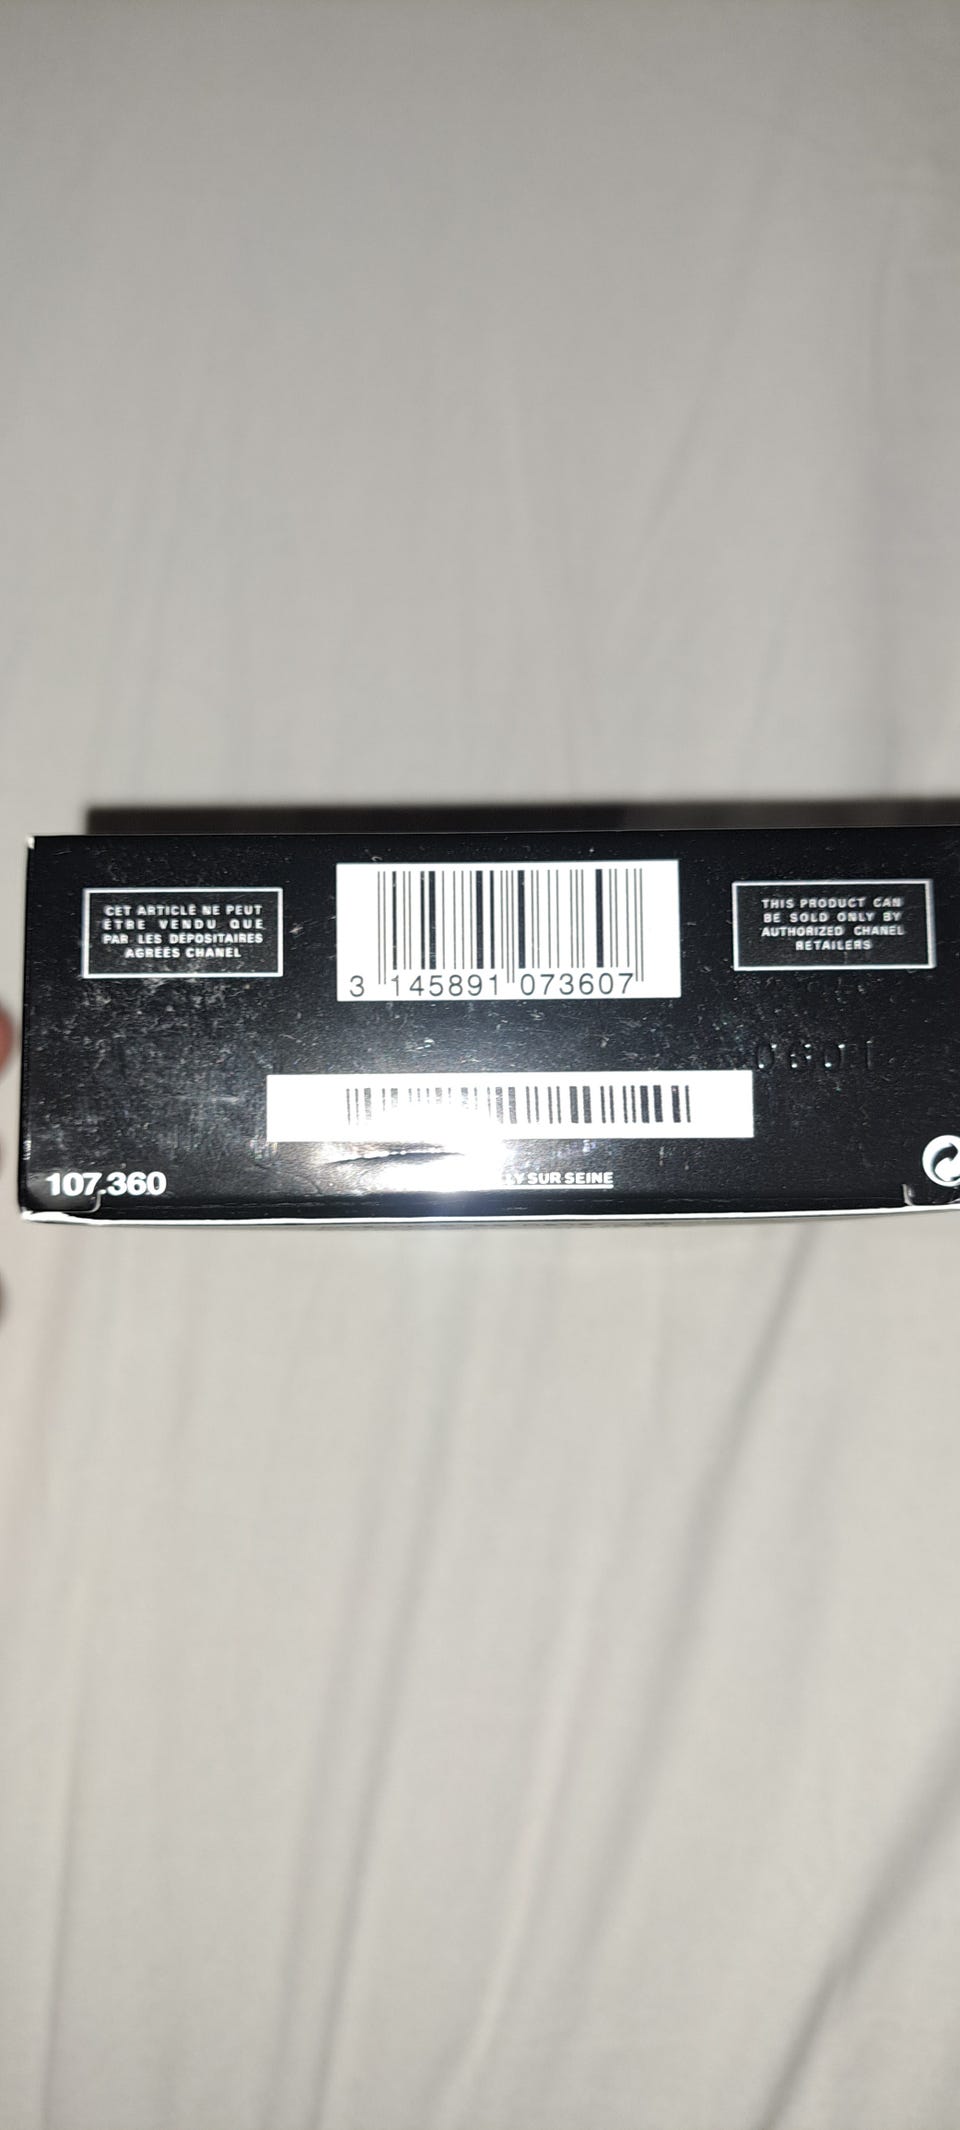 CET ARTICLE NE PEUT
ÊTRE VENDU QUE
PAR LES DÉPOSITAIRES
AGRÉÉS CHANEL
3 145891 073607
THIS PRODUCT CAN
BE SOLD ONLY BY
AUTHORIZED CHANEL
RETAILERS
107.360
SUR SEINE